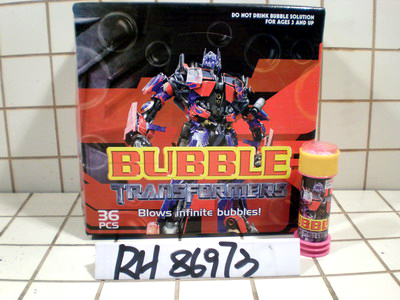 DO NOT DRINK BUBBLE SOLUTION
FOR AGES 3 AND UP
BUBBLE
TRANSFORMERS
36
PCS
Blows infinite bubbles!
BUBBLE
RH 86973